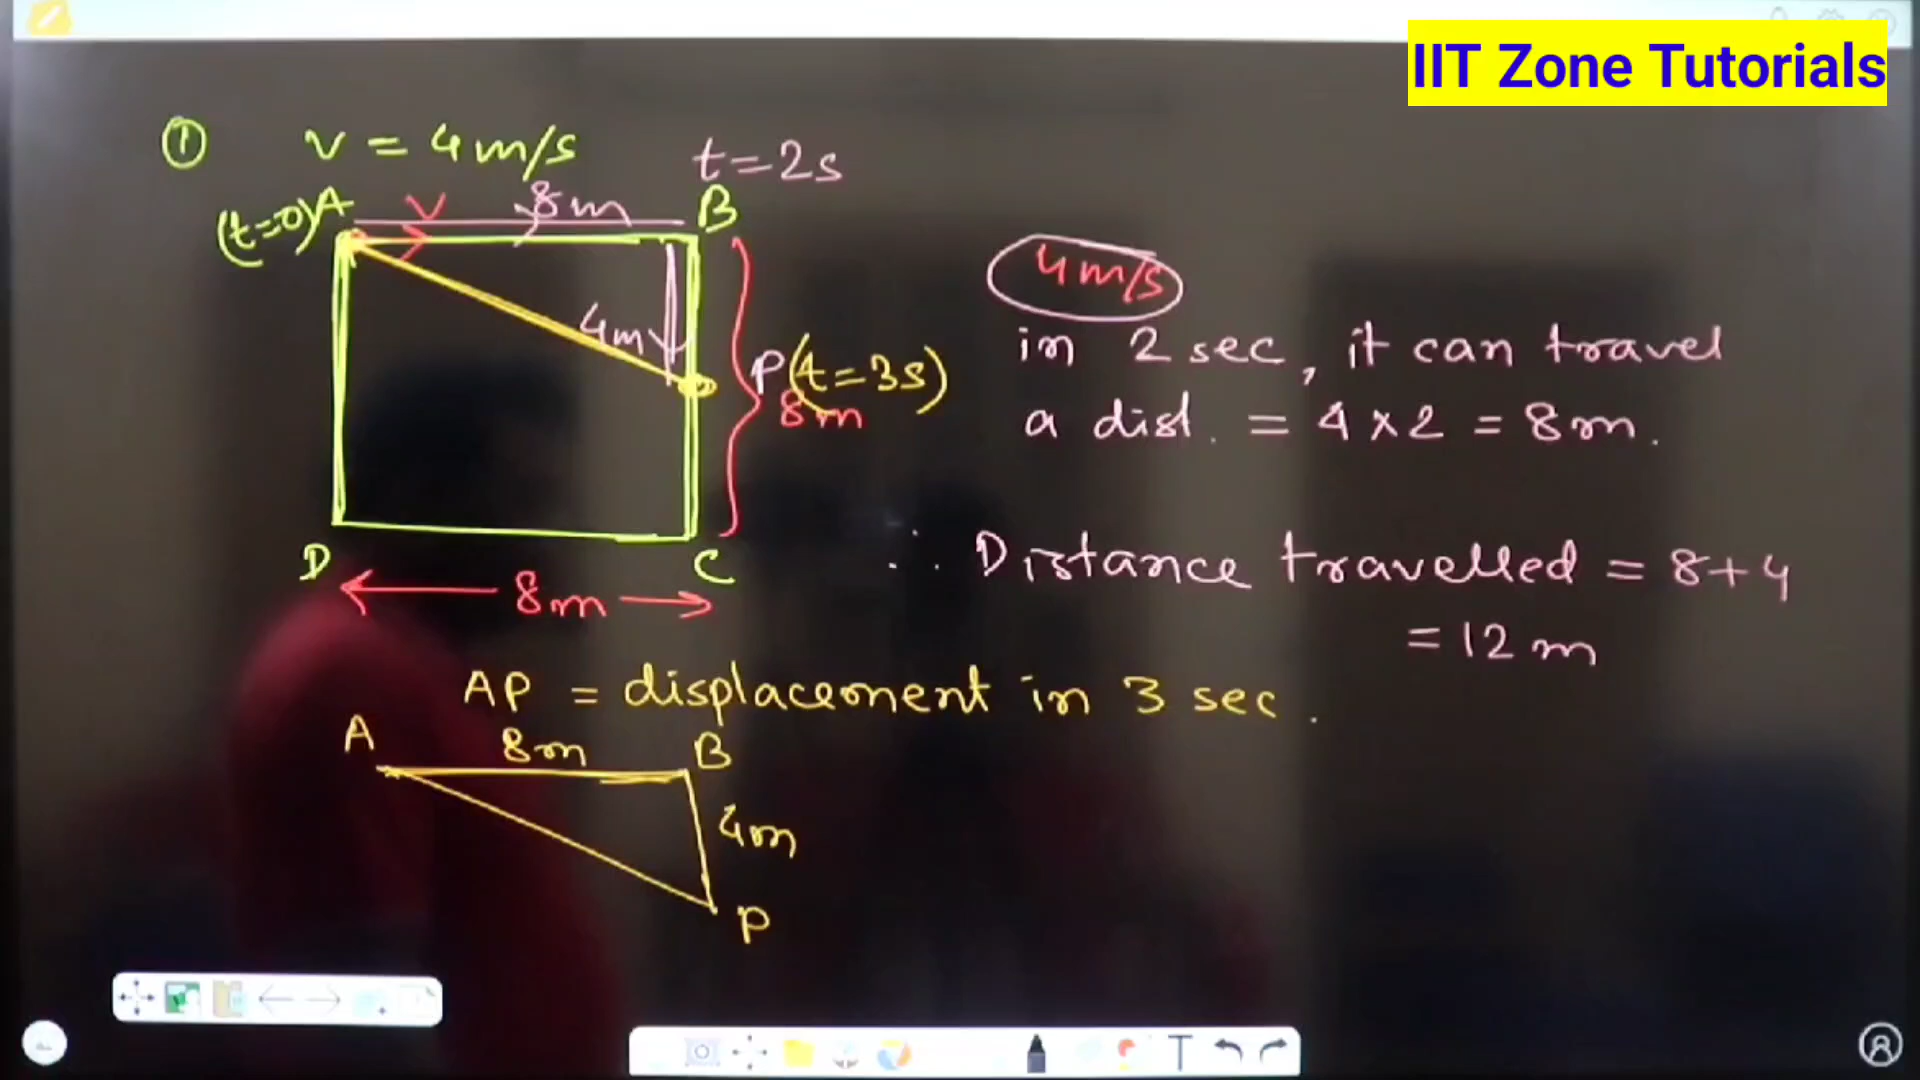 IIT Zone Tutorials
① v = 4 m/s
t = 2s
(t=0) A v 8m B
4m/s
4m
P(t=3s)
8m
in 2 sec, it can travel
a dist. = 4 × 2 = 8m.
D C
8m
∴ Distance travelled = 8+4
= 12 m
AP = displacement in 3 sec.
A 8m B
4m
P
T